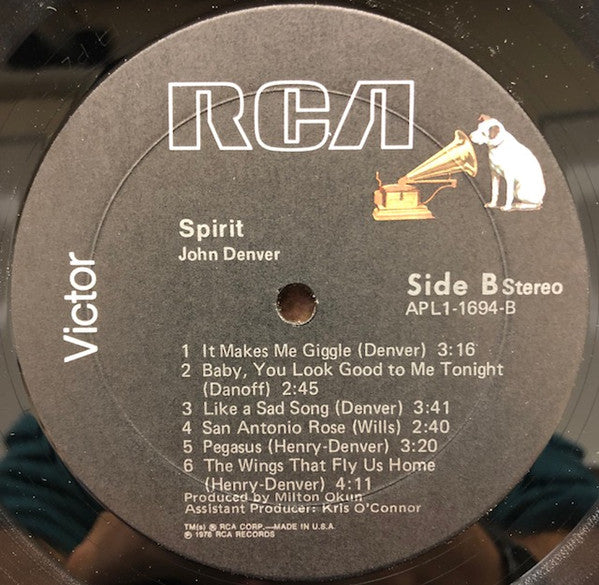 RCA
Victor
Spirit
John Denver
Side B Stereo
APL1-1694-B
1 It Makes Me Giggle (Denver) 3:16
2 Baby, You Look Good to Me Tonight
(Danoff) 2:45
3 Like a Sad Song (Denver) 3:41
4 San Antonio Rose (Wills) 2:40
5 Pegasus (Henry-Denver) 3:20
6 The Wings That Fly Us Home
(Henry-Denver) 4:11
Produced by Milton Okun
Assistant Producer: Kris O'Connor
TM(s) ® RCA CORP.—MADE IN U.S.A.
℗ 1976 RCA RECORDS